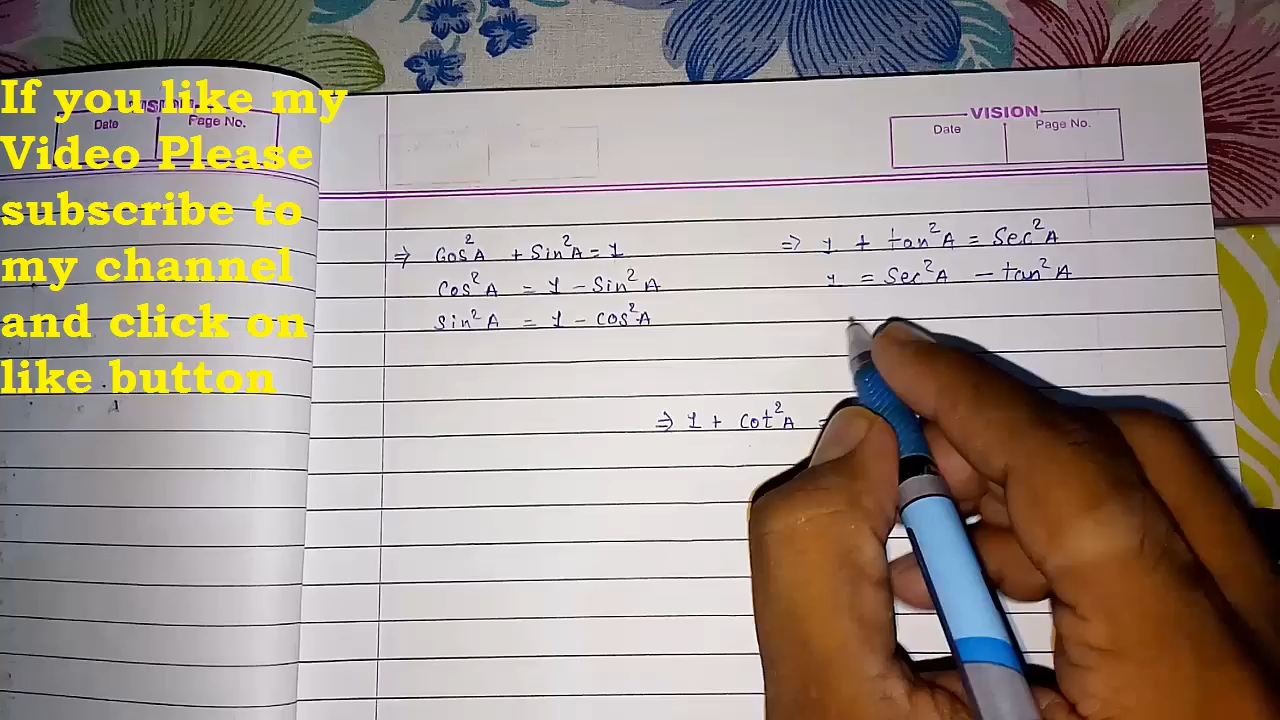 If you like my
Video Please
subscribe to
my channel
and click on
like button
Date Page No.
VISION
Date Page No.
⇒ Cos²A + Sin²A = 1
Cos²A = 1 - Sin²A
Sin²A = 1 - Cos²A
⇒ 1 + tan²A = Sec²A
1 = Sec²A - tan²A
⇒ 1 + Cot²A =